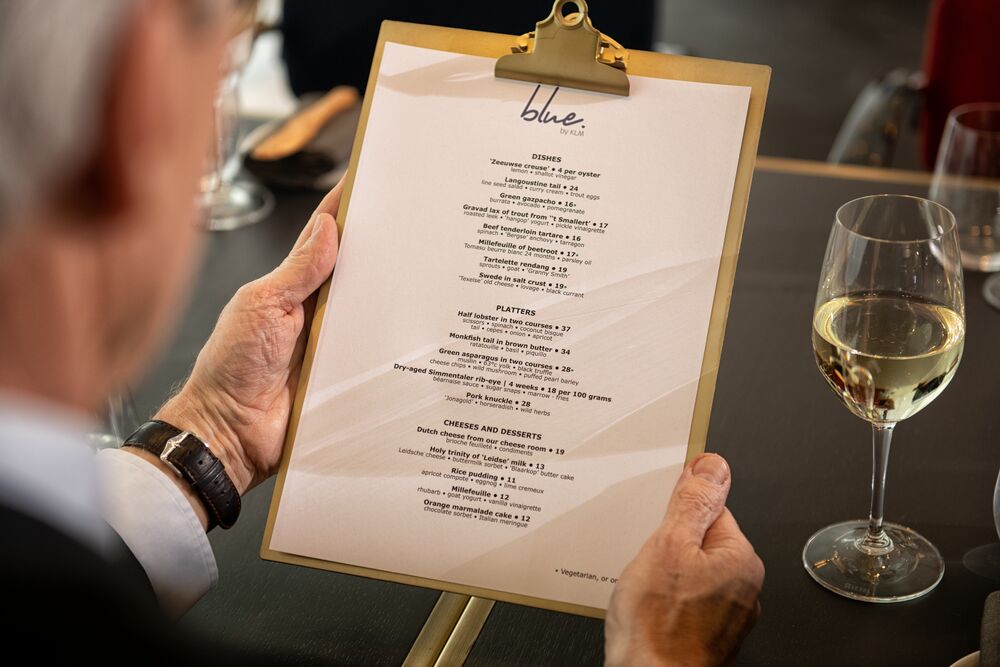 blue.
by KLM
DISHES
'Zeeuwse creuse' • 4 per oyster
lemon • shallot vinegar
Langoustine tail • 24
line seed salad • curry cream • trout eggs
Green gazpacho • 16•
burrata • avocado • pomegranate
Gravad lax of trout from ''t Smallert' • 17
roasted leek • 'hangop' yogurt • pickle vinaigrette
Beef tenderloin tartare • 16
spinach • 'Bergse' anchovy • tarragon
Millefeuille of beetroot • 17•
Tomasu beurre blanc 24 months • parsley oil
Tartelette rendang • 19
sprouts • goat • 'Granny Smith'
Swede in salt crust • 19•
'Texelse' old cheese • lovage • black currant
PLATTERS
Half lobster in two courses • 37
scissors • spinach • coconut bisque
tail • cepes • onion • apricot
Monkfish tail in brown butter • 34
ratatouille • basil • piquillo
Green asparagus in two courses • 28•
muslin • 63°c yolk • black truffle
cheese chips • wild mushroom • puffed pearl barley
Dry-aged Simmentaler rib-eye | 4 weeks • 18 per 100 grams
béarnaise sauce • sugar snaps • marrow - fries
Pork knuckle • 28
'Jonagold' • horseradish • wild herbs
CHEESES AND DESSERTS
Dutch cheese from our cheese room • 19
brioche feuilleté • condiments
Holy trinity of 'Leidse' milk • 13
Leidsche cheese • buttermilk sorbet • 'Blaarkop' butter cake
Rice pudding • 11
apricot compote • eggnog • lime cremeux
Millefeuille • 12
rhubarb • goat yogurt • vanilla vinaigrette
Orange marmalade cake • 12
chocolate sorbet • Italian meringue
• Vegetarian, or